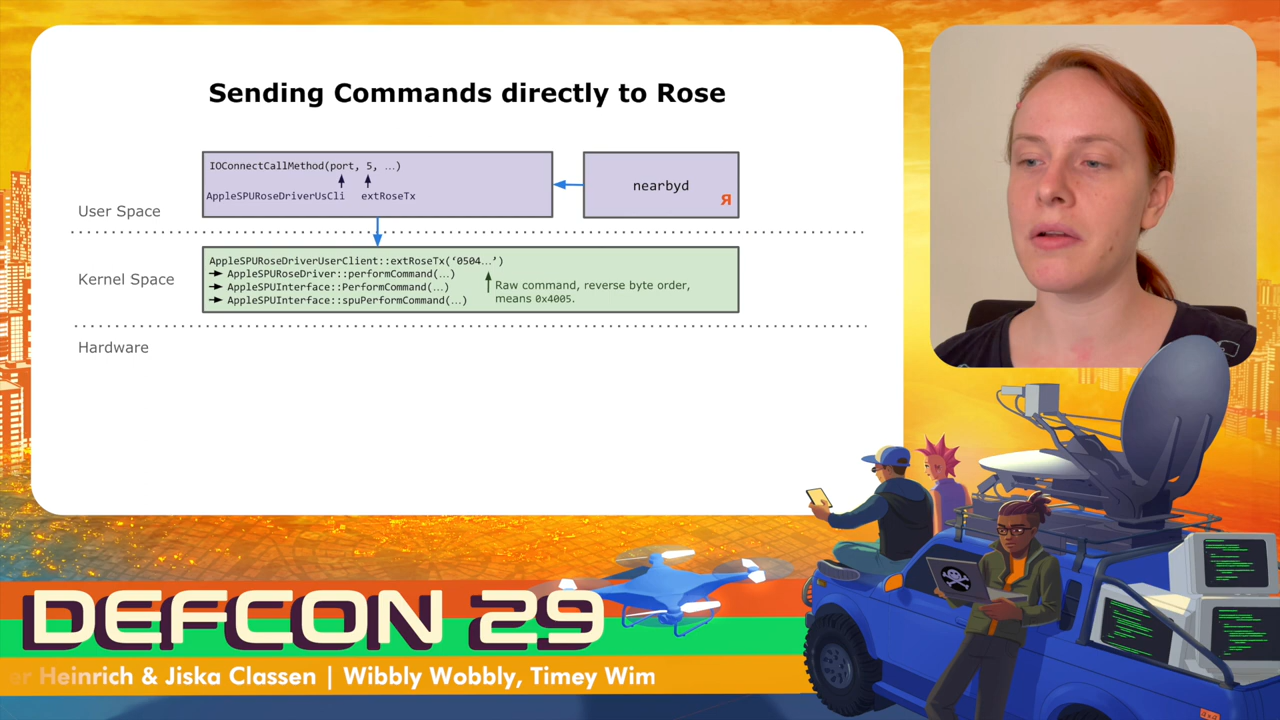 Sending Commands directly to Rose
IOConnectCallMethod(port, 5, …)
AppleSPURoseDriverUsCli extRoseTx
nearbyd
Я
User Space
Kernel Space
AppleSPURoseDriverUserClient::extRoseTx(‘0504…’)
AppleSPURoseDriver::performCommand(…)
AppleSPUInterface::PerformCommand(…)
AppleSPUInterface::spuPerformCommand(…)
Raw command, reverse byte order,
means 0x4005.
Hardware
DEFCON 29
er Heinrich & Jiska Classen | Wibbly Wobbly, Timey Wim